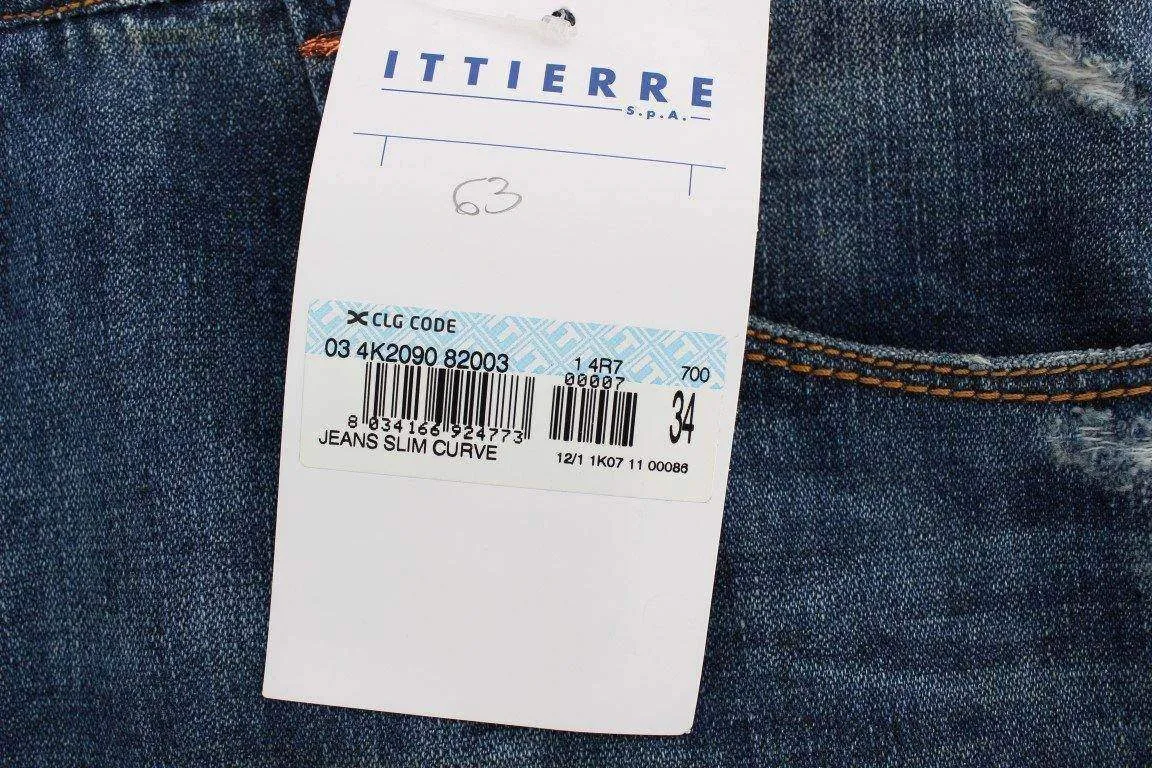 ITTIERRE
S.p.A.
63
CLG CODE
03 4K2090 82003 1 4R7 700
00007
34
8 034166 924773
JEANS SLIM CURVE
12/1 1K07 11 00086